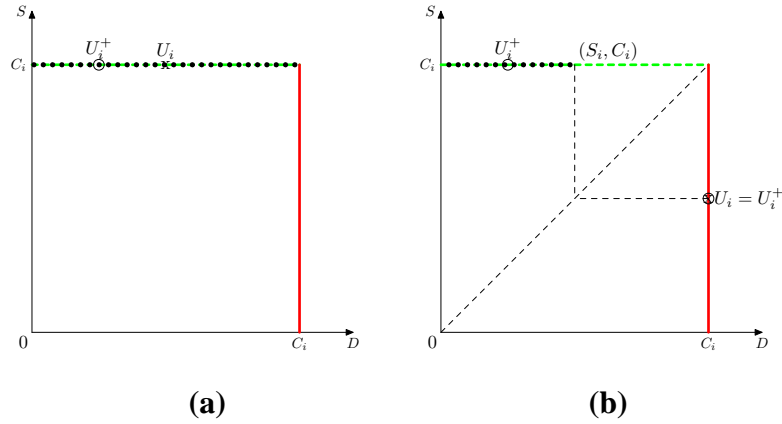 S
U_i^+ U_i
C_i
0 C_i D
(a)
S
U_i^+ (S_i, C_i)
C_i
U_i = U_i^+
0 C_i D
(b)